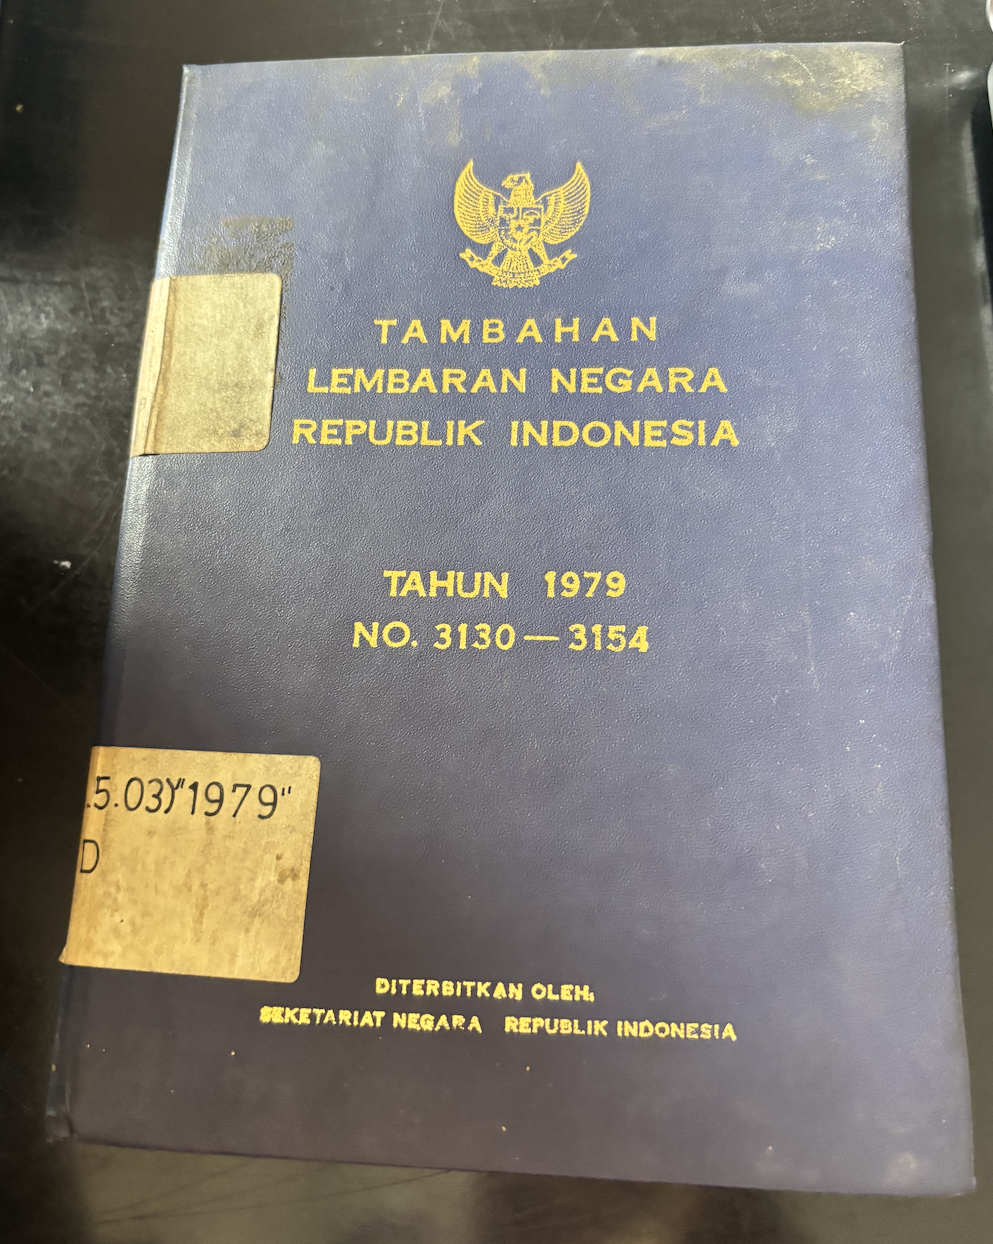 TAMBAHAN
LEMBARAN NEGARA
REPUBLIK INDONESIA
TAHUN 1979
NO. 3130 — 3154
.5.03)"1979"
D
DITERBITKAN OLEH:
SEKETARIAT NEGARA REPUBLIK INDONESIA